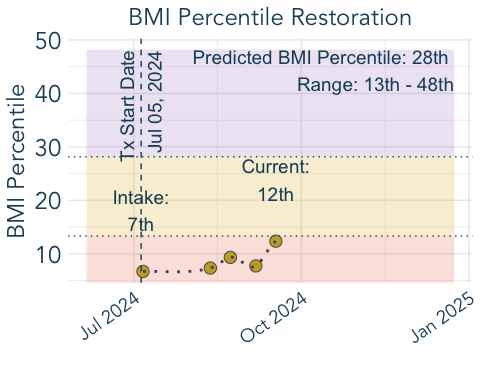 BMI Percentile Restoration
BMI Percentile
50
40
30
20
10
Tx Start Date
Jul 05, 2024
Predicted BMI Percentile: 28th
Range: 13th - 48th
Current:
12th
Intake:
7th
Jul 2024
Oct 2024
Jan 2025